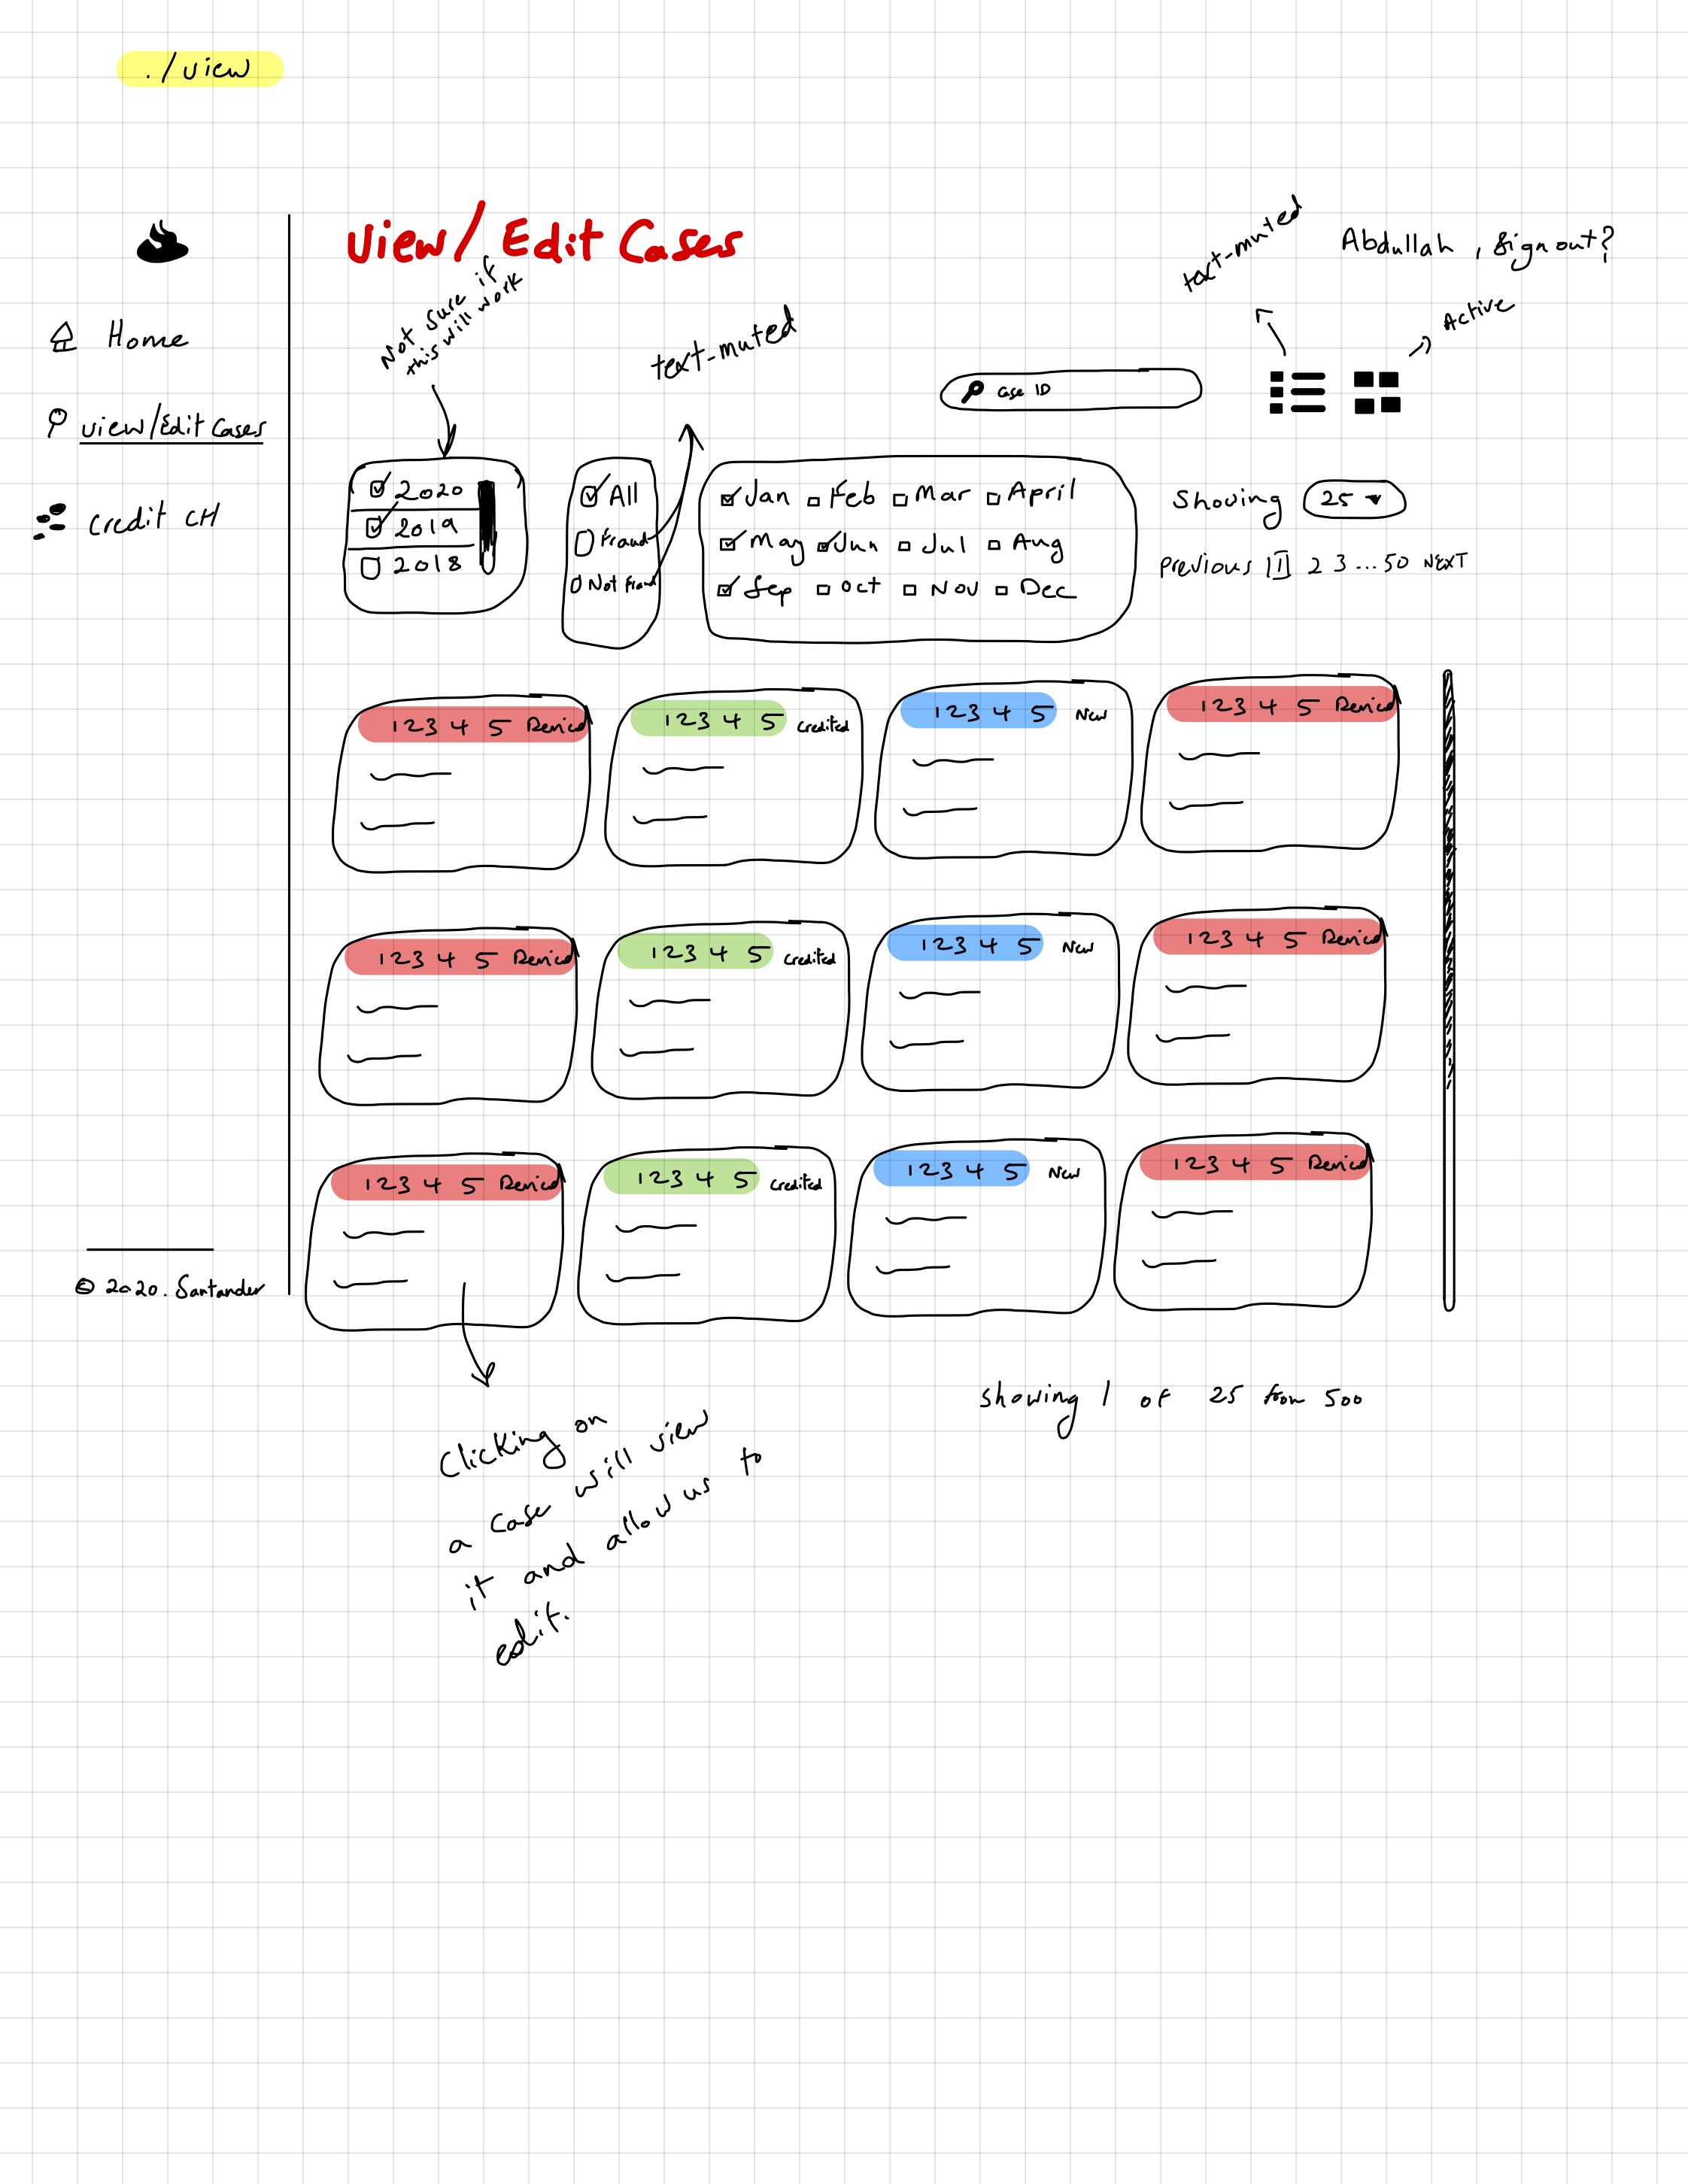 ./view
View/Edit Cases
text-muted
Abdullah, Sign out?
Not sure if
this will work
text-muted
Active
Home
View/Edit Cases
Credit CH
Case ID
2020
2019
2018
All
Fraud
Not Fraud
Jan Feb Mar April
May Jun Jul Aug
Sep Oct Nov Dec
Showing 25
Previous 1 2 3...50 NEXT
12345 Denied
12345 Credited
12345 New
12345 Denied
12345 Denied
12345 Credited
12345 New
12345 Denied
12345 Denied
12345 Credited
12345 New
12345 Denied
© 2020. Santander
Showing 1 of 25 from 500
Clicking on
a case will view
it and allow us to
edit.